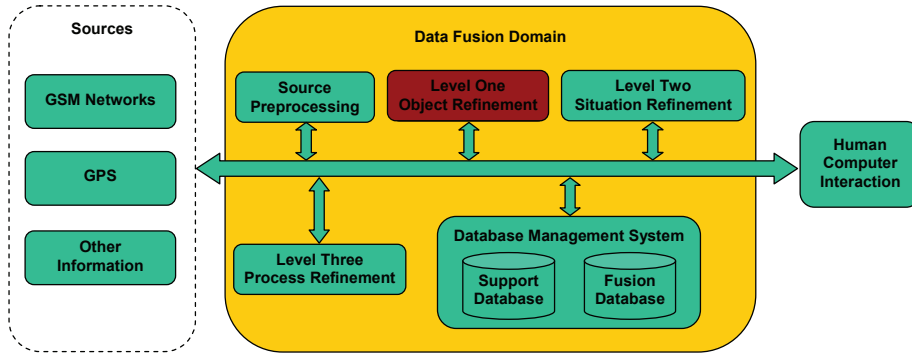 Sources
GSM Networks
GPS
Other
Information
Data Fusion Domain
Source
Preprocessing
Level One
Object Refinement
Level Two
Situation Refinement
Level Three
Process Refinement
Database Management System
Support
Database
Fusion
Database
Human
Computer
Interaction